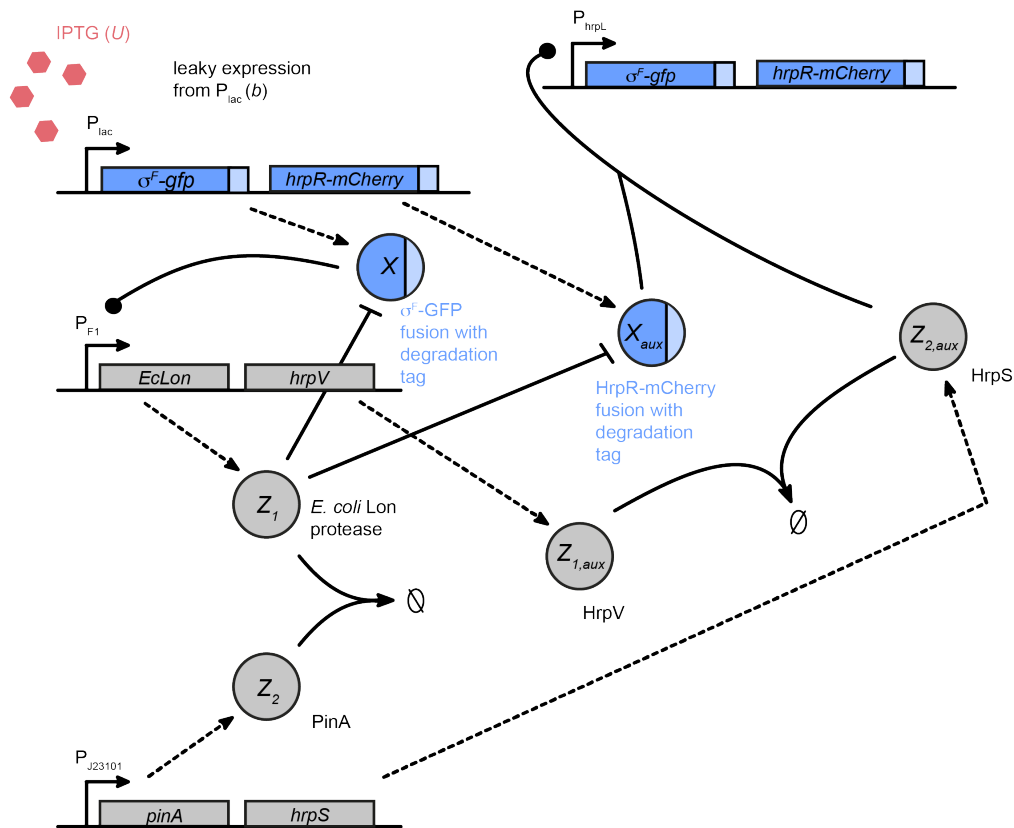 IPTG (U)
leaky expression
from Plac (b)
PhrpL
σF-gfp
hrpR-mCherry
Plac
σF-gfp
hrpR-mCherry
X
σF-GFP
fusion with
degradation
tag
Xaux
HrpR-mCherry
fusion with
degradation
tag
Z2,aux
HrpS
PF1
EcLon
hrpV
Z1
E. coli Lon
protease
Z1,aux
HrpV
∅
∅
Z2
PinA
PJ23101
pinA
hrpS